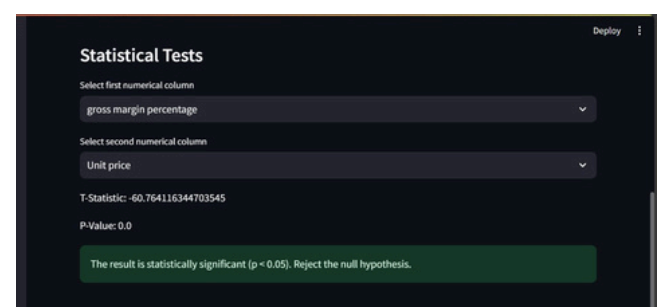 Deploy
Statistical Tests
Select first numerical column
gross margin percentage
Select second numerical column
Unit price
T-Statistic: -60.764116344703545
P-Value: 0.0
The result is statistically significant (p < 0.05). Reject the null hypothesis.